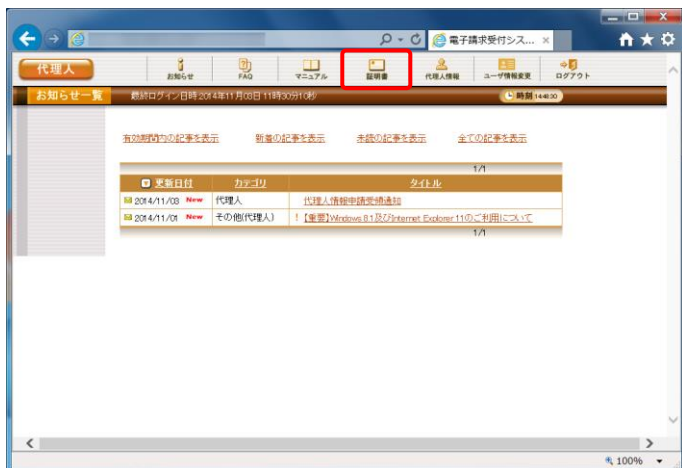 電子請求受付シス... ×
代理人
お知らせ FAQ マニュアル 証明書 代理人情報 ユーザ情報変更 ログアウト
お知らせ一覧 最終ログイン日時:2014年11月03日 11時30分10秒 時刻 14:48:30
有効期間内の記事を表示 新着の記事を表示 未読の記事を表示 全ての記事を表示
1/1
更新日付 カテゴリ タイトル
2014/11/03 New 代理人 代理人情報申請受領通知
2014/11/01 New その他(代理人) ! 【重要】Windows 8.1及びInternet Explorer 11のご利用について
1/1
100%